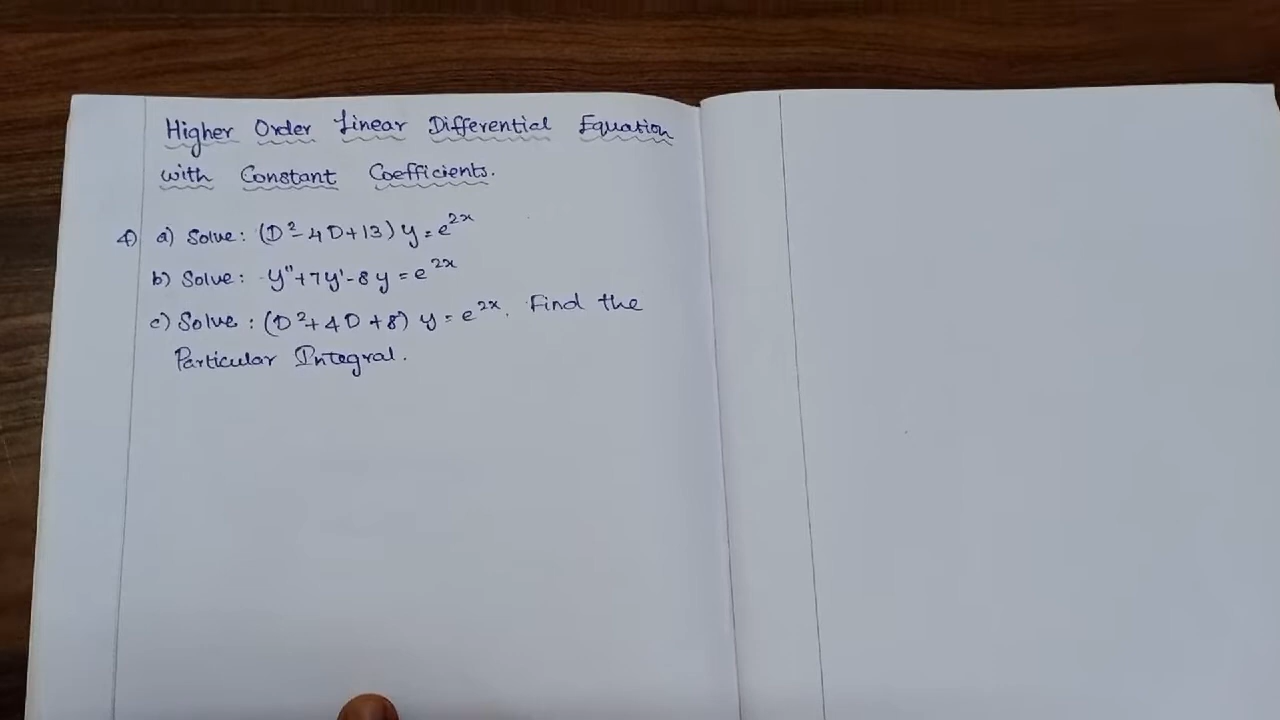 Higher Order Linear Differential Equation
with Constant Coefficients.
1) a) Solve: (D²-4D+13) y = e^2x
b) Solve: y''+7y'-8y = e^2x
c) Solve: (D²+4D+8) y = e^2x. Find the
Particular Integral.